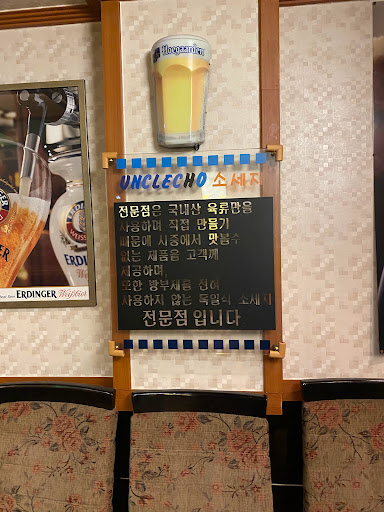 Hoegaarden
UNCLECHO 소세지
전문점은 국내산 육류만을
사용하며 직접 만들기
때문에 시중에서 맛볼수
없는 제품을 고객께
제공하며,
또한 방부제를 전혀
사용하지 않는 독일식 소세지
전문점 입니다
ERDINGER Weißbier